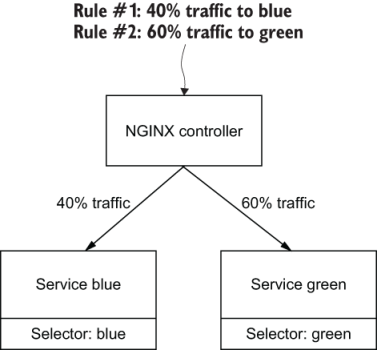 Rule #1: 40% traffic to blue
Rule #2: 60% traffic to green
NGINX controller
40% traffic
60% traffic
Service blue
Service green
Selector: blue
Selector: green